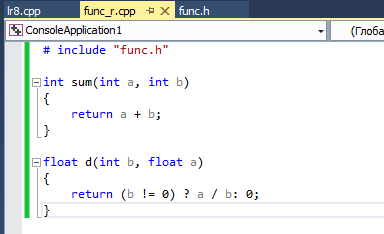 lr8.cpp func_r.cpp func.h
ConsoleApplication1 (Глоба
# include "func.h"
int sum(int a, int b)
{
return a + b;
}
float d(int b, float a)
{
return (b != 0) ? a / b: 0;
}